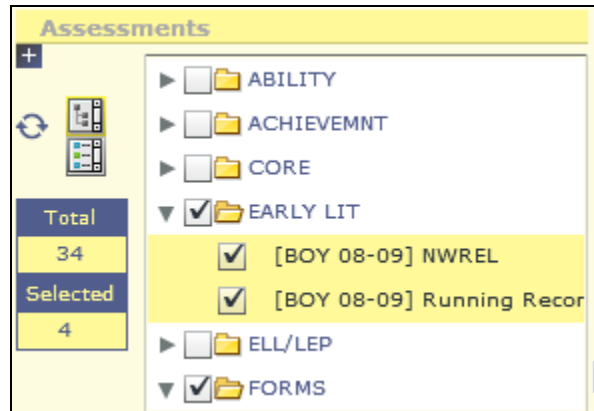 Assessments
ABILITY
ACHIEVEMNT
CORE
EARLY LIT
[BOY 08-09] NWREL
[BOY 08-09] Running Recor
ELL/LEP
FORMS
Total
34
Selected
4